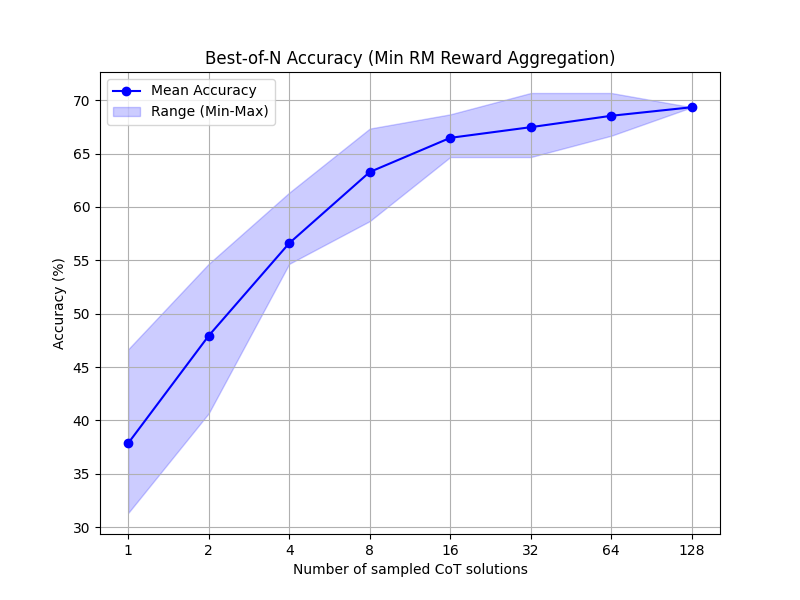 Best-of-N Accuracy (Min RM Reward Aggregation)
Mean Accuracy
Range (Min-Max)
Accuracy (%)
70
65
60
55
50
45
40
35
30
1 2 4 8 16 32 64 128
Number of sampled CoT solutions